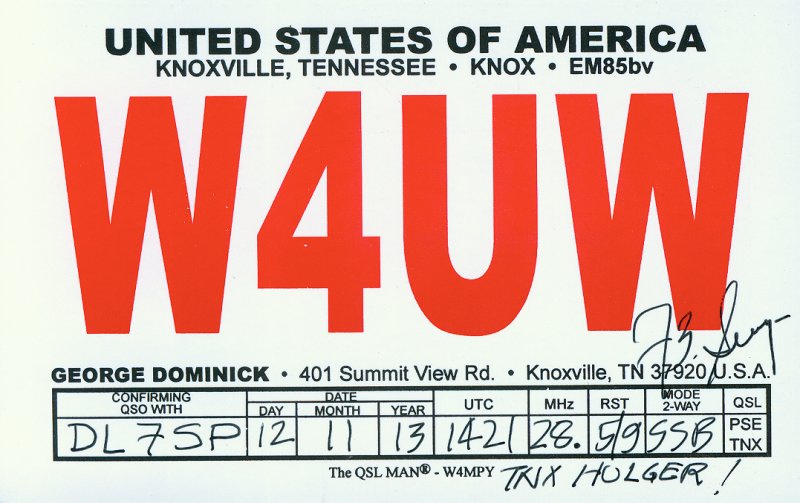 UNITED STATES OF AMERICA
KNOXVILLE, TENNESSEE • KNOX • EM85bv
W4UW
GEORGE DOMINICK • 401 Summit View Rd. • Knoxville, TN 37920 U.S.A.
CONFIRMING QSO WITH DATE DAY MONTH YEAR UTC MHz RST MODE 2-WAY QSL
DL7SP 12 11 13 1421 28. 5/9 SSB PSE TNX
The QSL MAN® - W4MPY TNX HOLGER!